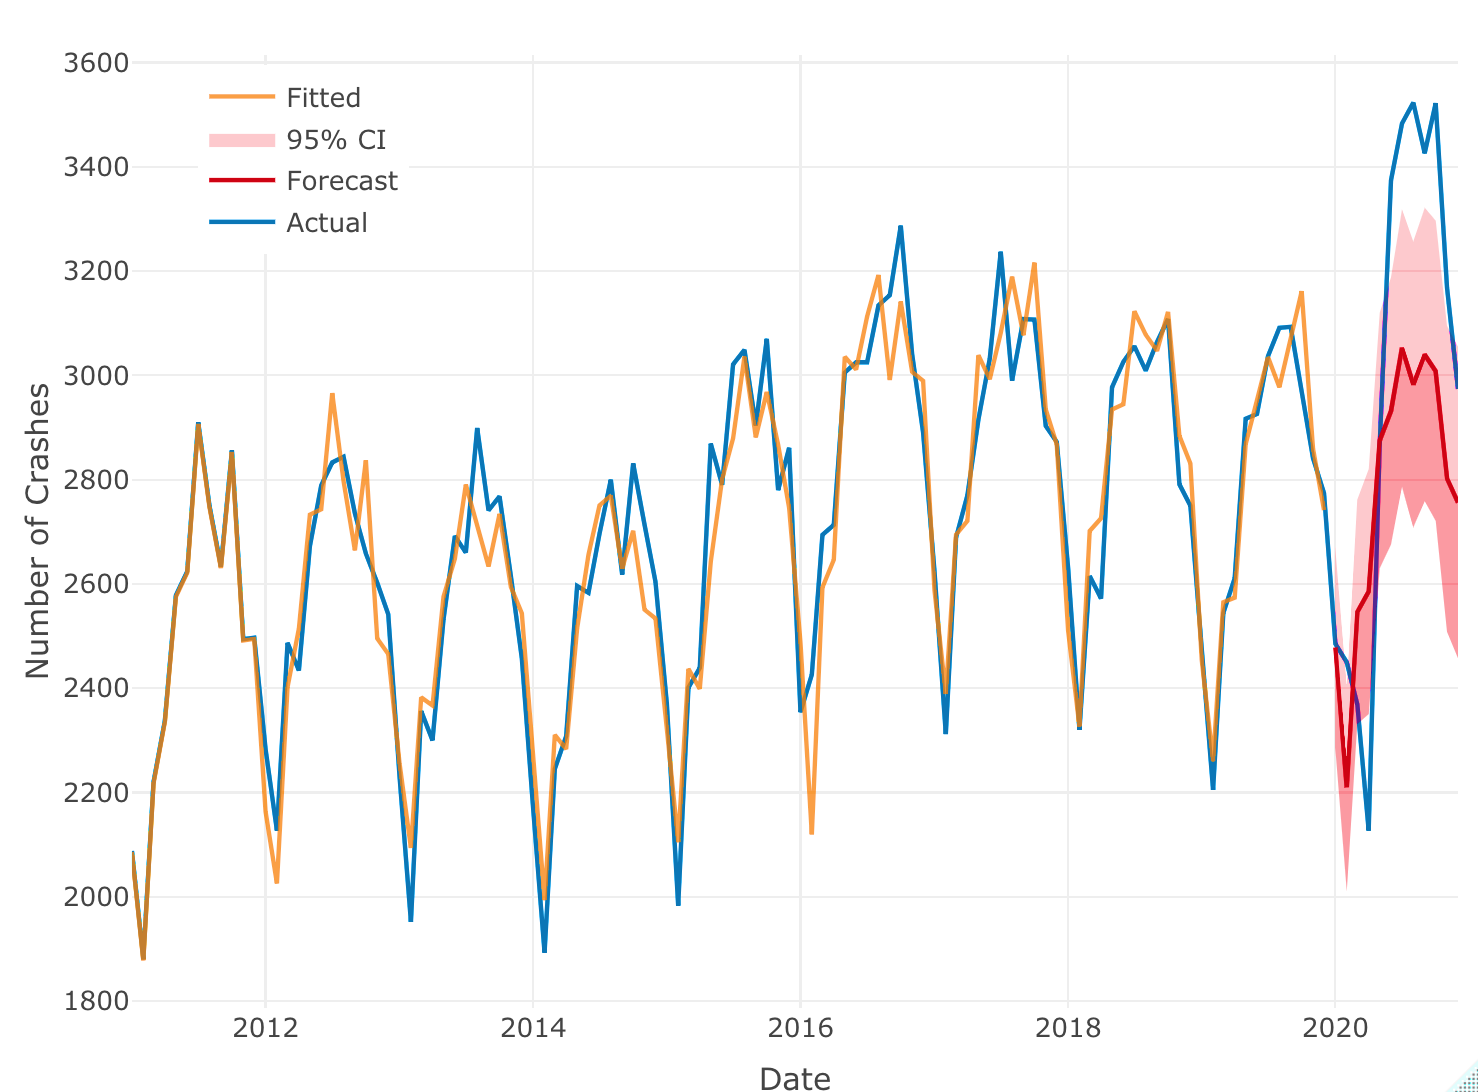 3600
3400
3200
3000
2800
2600
2400
2200
2000
1800
Number of Crashes
Fitted
95% CI
Forecast
Actual
2012 2014 2016 2018 2020
Date